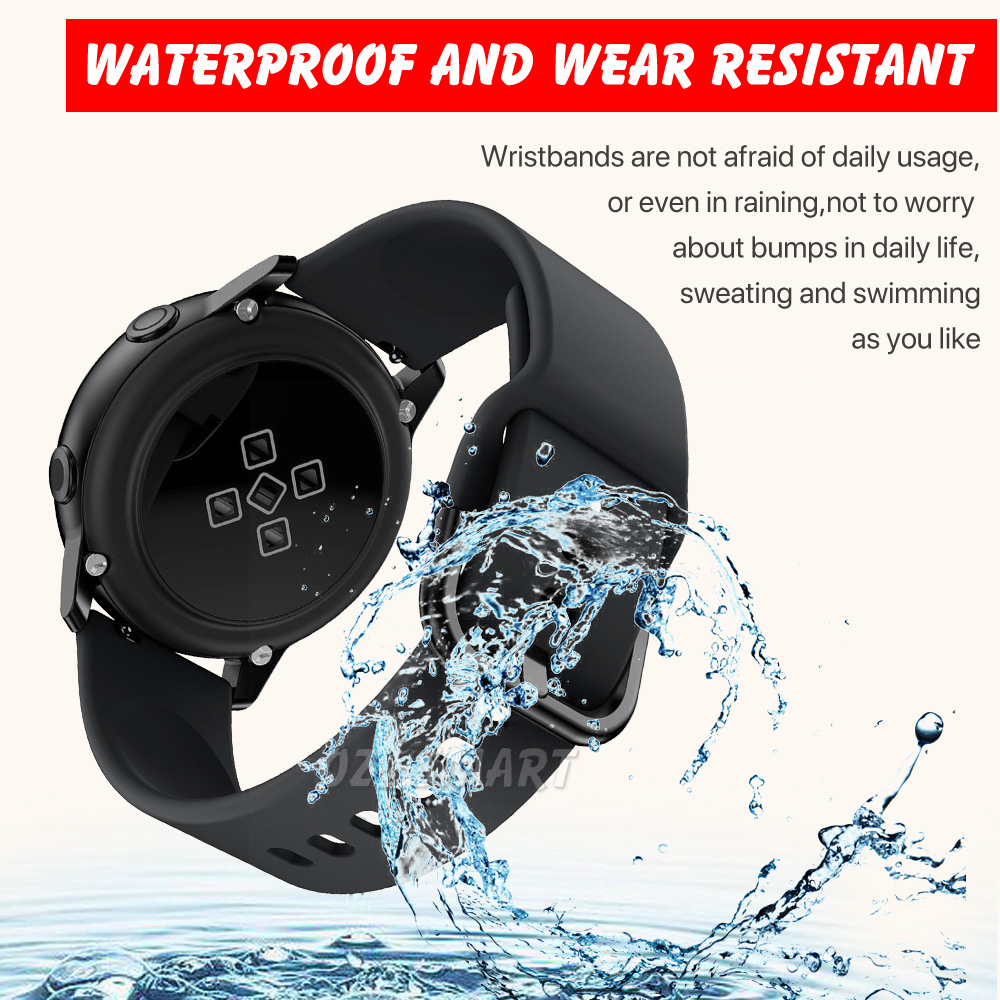 WATERPROOF AND WEAR RESISTANT
Wristbands are not afraid of daily usage,
or even in raining,not to worry
about bumps in daily life,
sweating and swimming
as you like